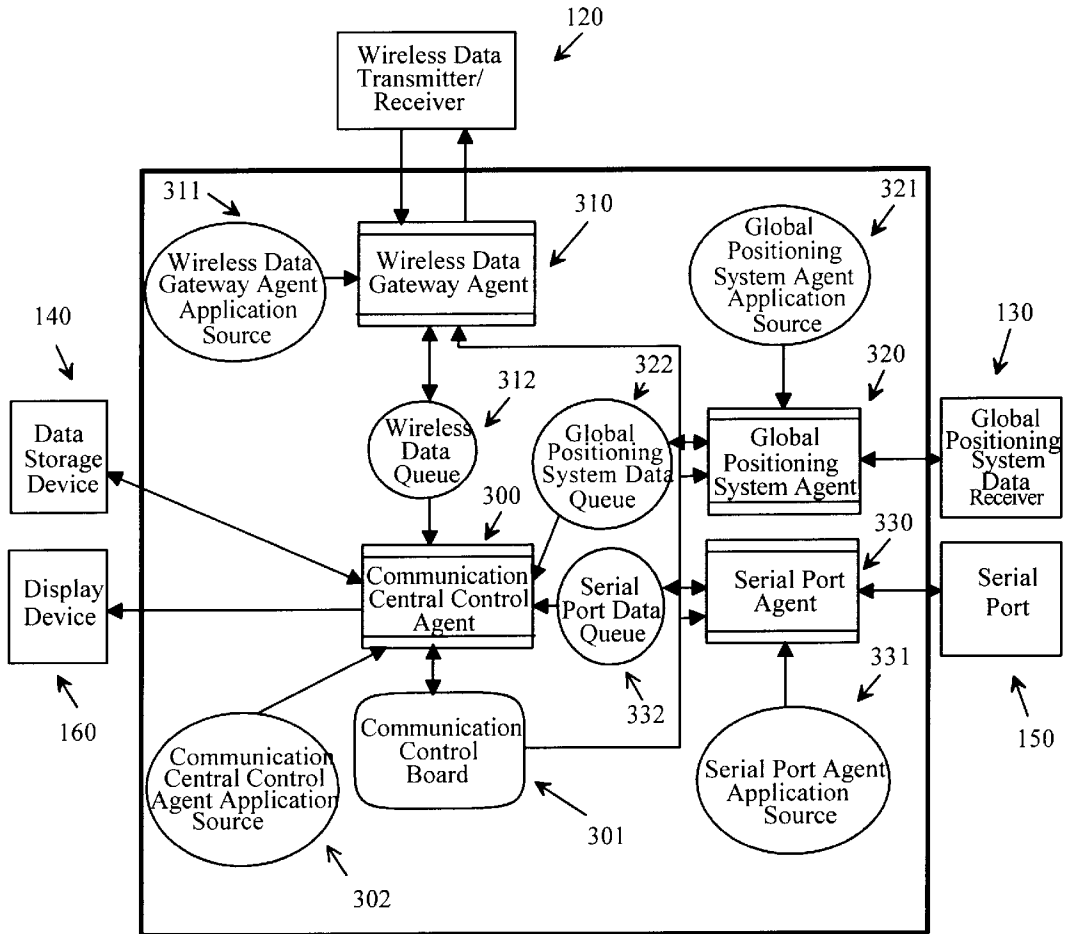 120
Wireless Data
Transmitter/
Receiver
311
310
321
Wireless Data
Gateway Agent
Application
Source
Wireless Data
Gateway Agent
Global
Positioning
System Agent
Application
Source
140
130
312
322
320
Data
Storage
Device
Wireless
Data
Queue
Global
Positioning
System Data
Queue
Global
Positioning
System Agent
Global
Positioning
System
Data
Receiver
300
330
Display
Device
Communication
Central Control
Agent
Serial
Port Data
Queue
Serial Port
Agent
Serial
Port
160
332
331
150
Communication
Central Control
Agent Application
Source
Communication
Control
Board
Serial Port Agent
Application
Source
301
302